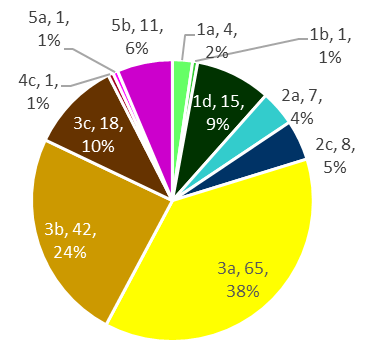 5a, 1,
1%
5b, 11,
6%
1a, 4,
2%
1b, 1,
1%
4c, 1,
1%
3c, 18,
10%
1d, 15,
9%
2a, 7,
4%
2c, 8,
5%
3b, 42,
24%
3a, 65,
38%